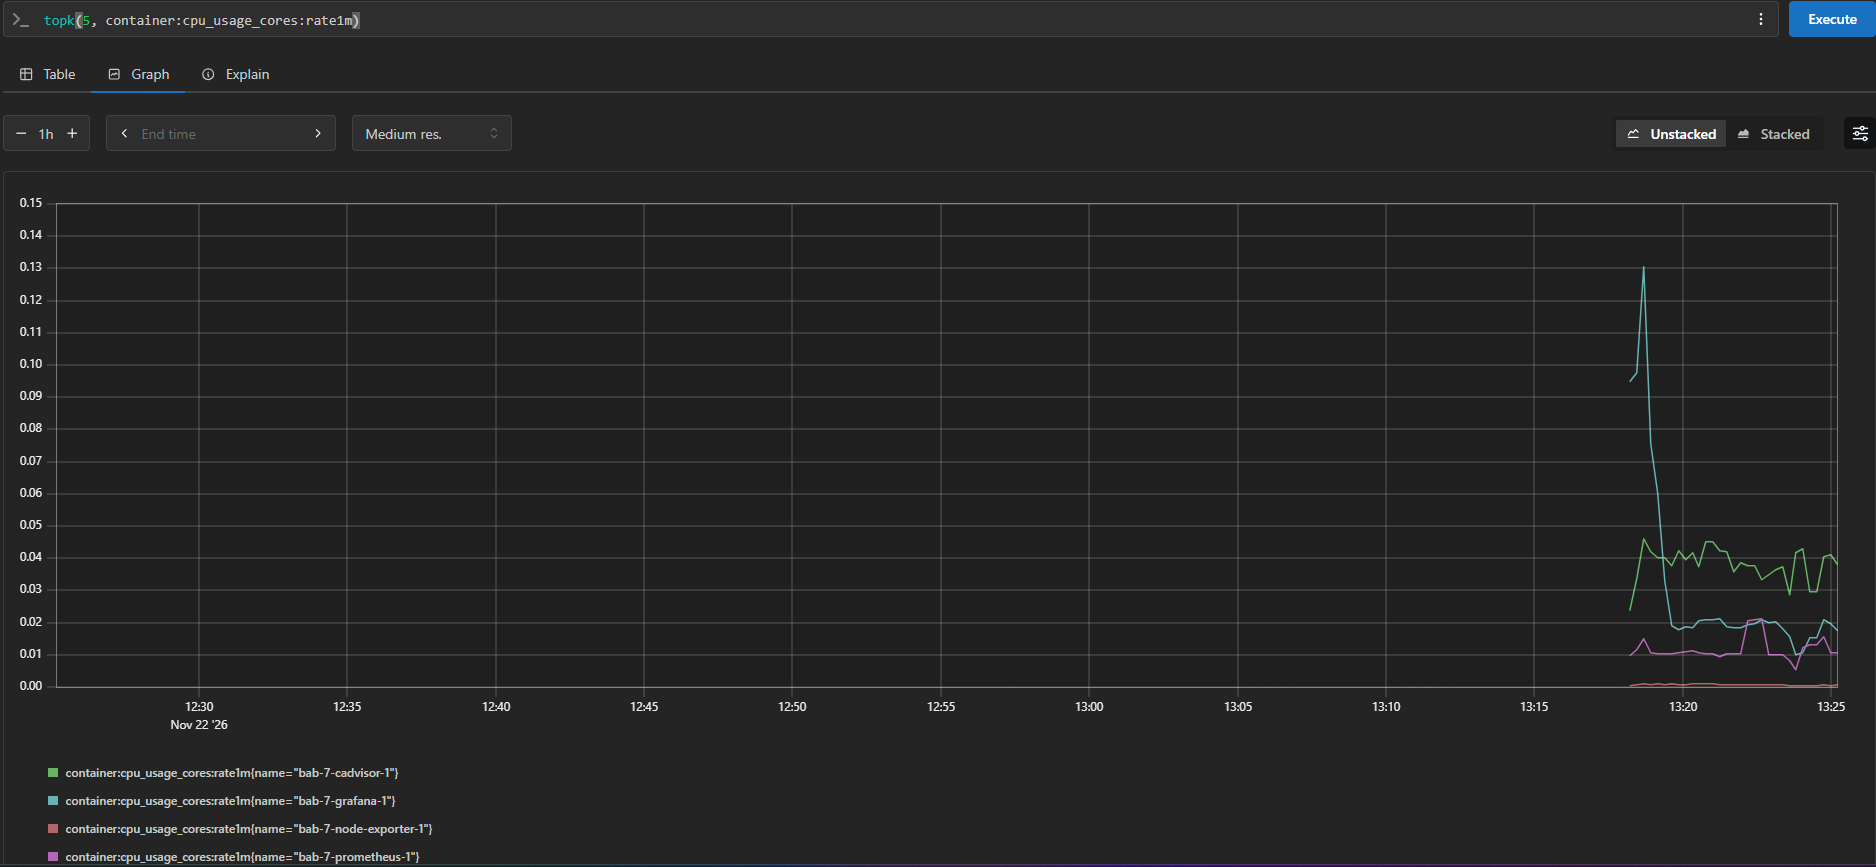 >_ topk(5, container:cpu_usage_cores:rate1m)
Execute
Table Graph Explain
− 1h + < End time > Medium res.
Unstacked Stacked
0.15
0.14
0.13
0.12
0.11
0.10
0.09
0.08
0.07
0.06
0.05
0.04
0.03
0.02
0.01
0.00
12:30 12:35 12:40 12:45 12:50 12:55 13:00 13:05 13:10 13:15 13:20 13:25
Nov 22 '26
container:cpu_usage_cores:rate1m{name="bab-7-cadvisor-1"}
container:cpu_usage_cores:rate1m{name="bab-7-grafana-1"}
container:cpu_usage_cores:rate1m{name="bab-7-node-exporter-1"}
container:cpu_usage_cores:rate1m{name="bab-7-prometheus-1"}